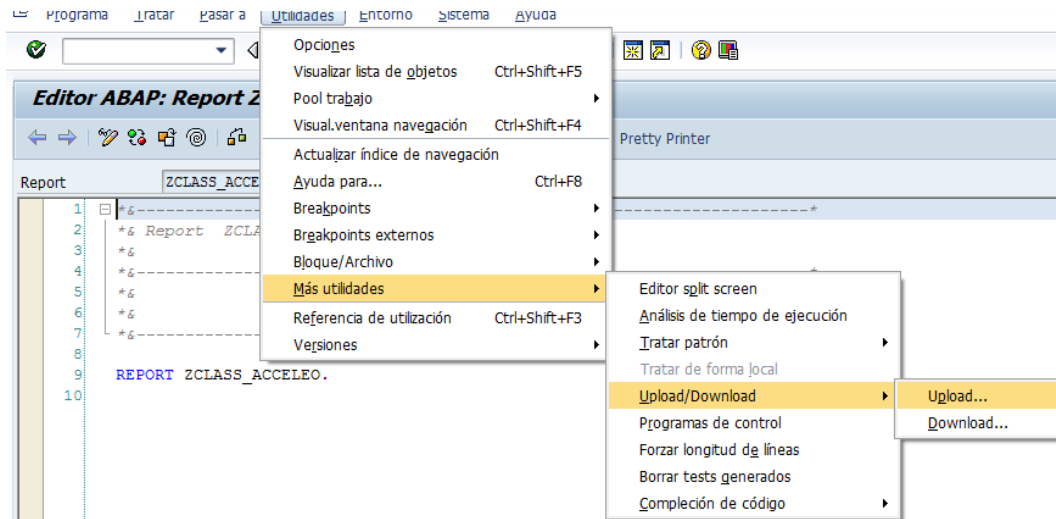 Programa Tratar Pasar a Utilidades Entorno Sistema Ayuda
Opciones
Visualizar lista de objetos Ctrl+Shift+F5
Pool trabajo
Visual.ventana navegación Ctrl+Shift+F4
Actualizar índice de navegación
Ayuda para... Ctrl+F8
Breakpoints
Breakpoints externos
Bloque/Archivo
Más utilidades
Referencia de utilización Ctrl+Shift+F3
Versiones
Editor split screen
Análisis de tiempo de ejecución
Tratar patrón
Tratar de forma local
Upload/Download
Programas de control
Forzar longitud de líneas
Borrar tests generados
Compleción de código
Upload...
Download...
Editor ABAP: Report Z
Pretty Printer
Report ZCLASS_ACCE
1 *&-------------------*
2 *& Report ZCLA
3 *&
4 *&-------------------*
5 *&
6 *&
7 *&-------------
8
9 REPORT ZCLASS_ACCELEO.
10